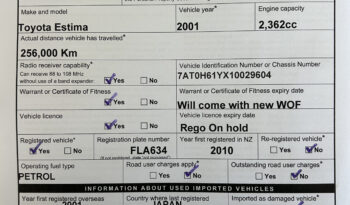 Make and model Vehicle year* Engine capacity
Toyota Estima 2001 2,362cc
Actual distance vehicle has travelled*
256,000 Km
Radio receiver capability* Vehicle Identification Number or Chassis Number
Can receive 88 to 108 MHz
without use of a band expander: Yes No 7AT0H61YX10029604
Warrant or Certificate of Fitness Warrant or Certificate of Fitness expiry date
Yes No Will come with new WOF
Vehicle licence Vehicle licence expiry date
Yes No Rego On hold
Registered vehicle* Registration plate number Year first registered in NZ Re-registered vehicle*
Yes No FLA634 2010 Yes No
Operating fuel type Road user charges apply* Outstanding road user charges*
PETROL Yes No Yes No
INFORMATION ABOUT USED IMPORTED VEHICLES
Year first registered overseas Country where last registered Imported as damaged vehicle*
2001 JAPAN